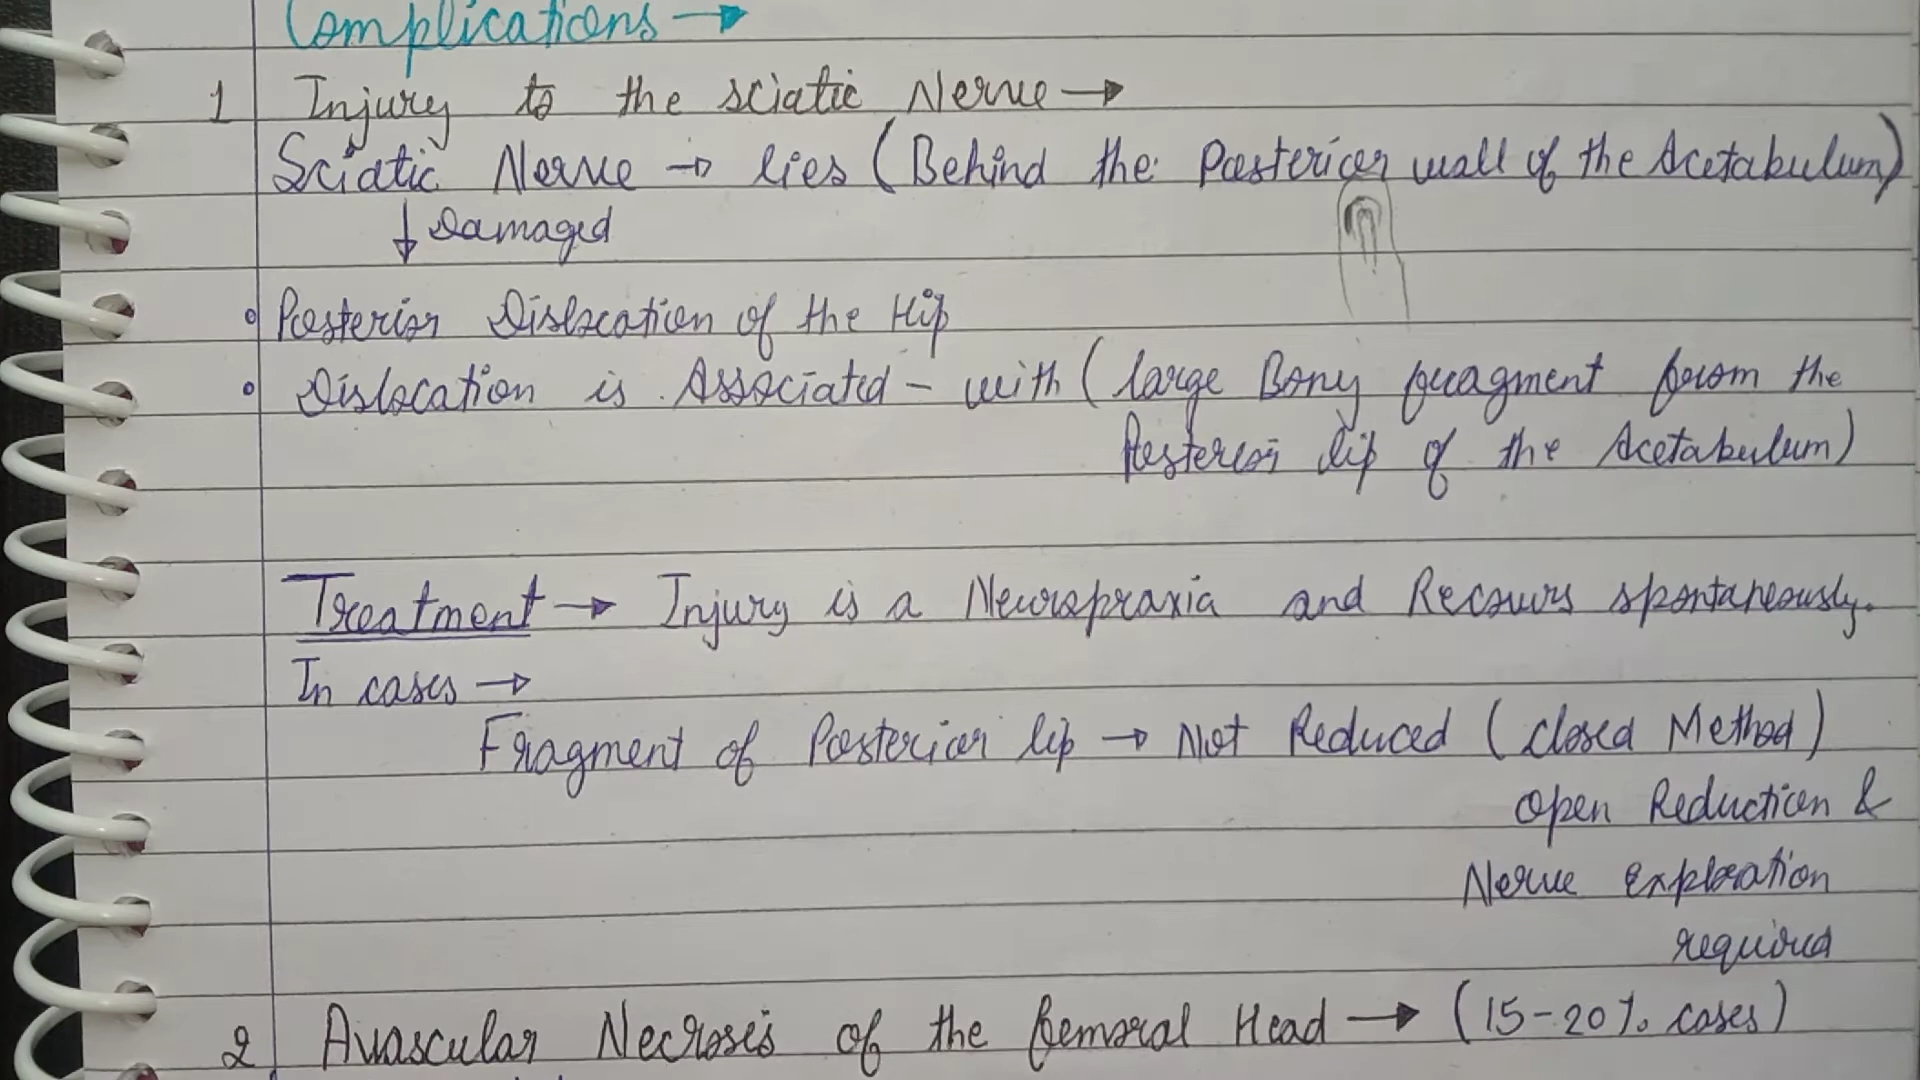 Complications →
1 Injury to the sciatic Nerve →
Sciatic Nerve → lies (Behind the Posterior wall of the Acetabulum)
↓ Damaged
• Posterior Dislocation of the Hip
• Dislocation is Associated - with (large Bony fragment from the
Posterior lip of the Acetabulum)
Treatment → Injury is a Neuropraxia and Recovers spontaneously.
In cases →
Fragment of Posterior lip → Not Reduced (closed Method)
open Reduction &
Nerve exploration
required
2 Avascular Necrosis of the femoral Head → (15-20% cases)